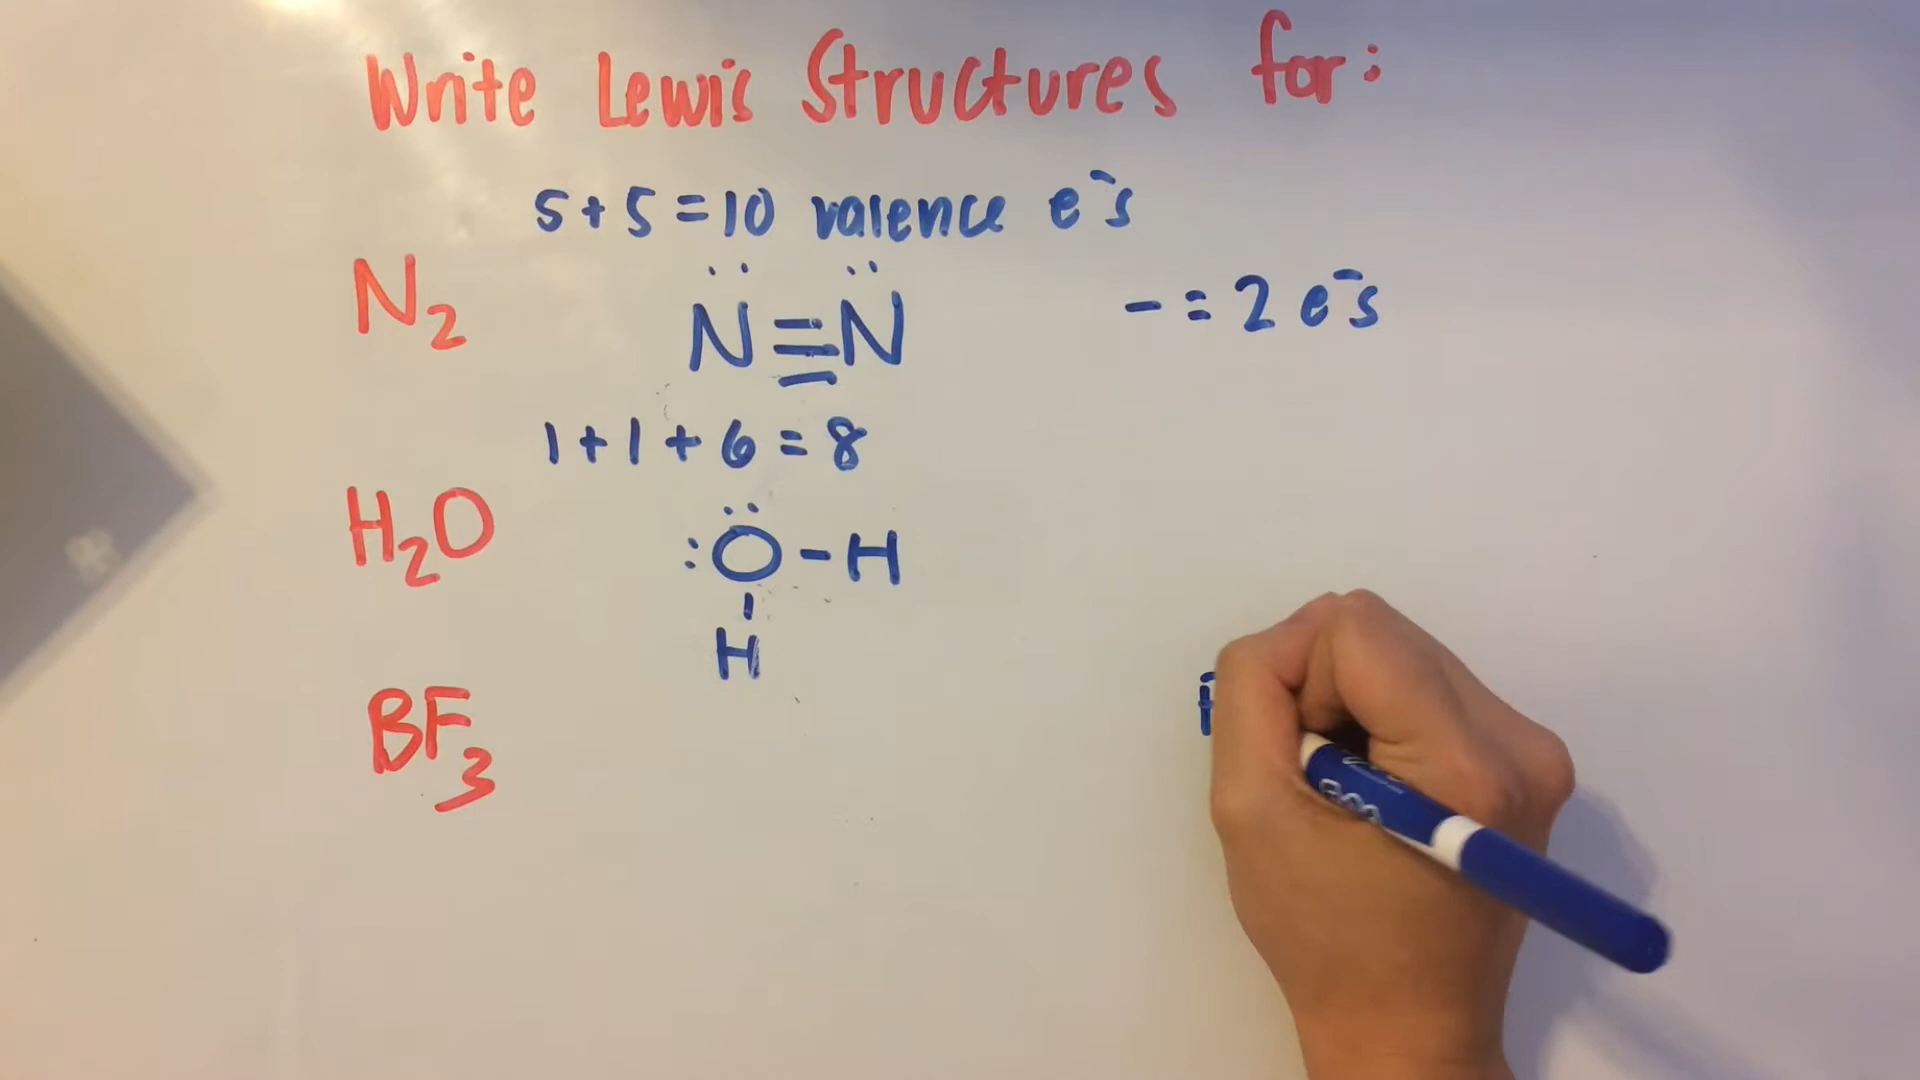 Write Lewis Structures for:
5+5=10 valence e⁻s
N₂
N̈≡N̈
- = 2 e⁻s
1+1+6=8
H₂O
:Ö-H
H
BF₃